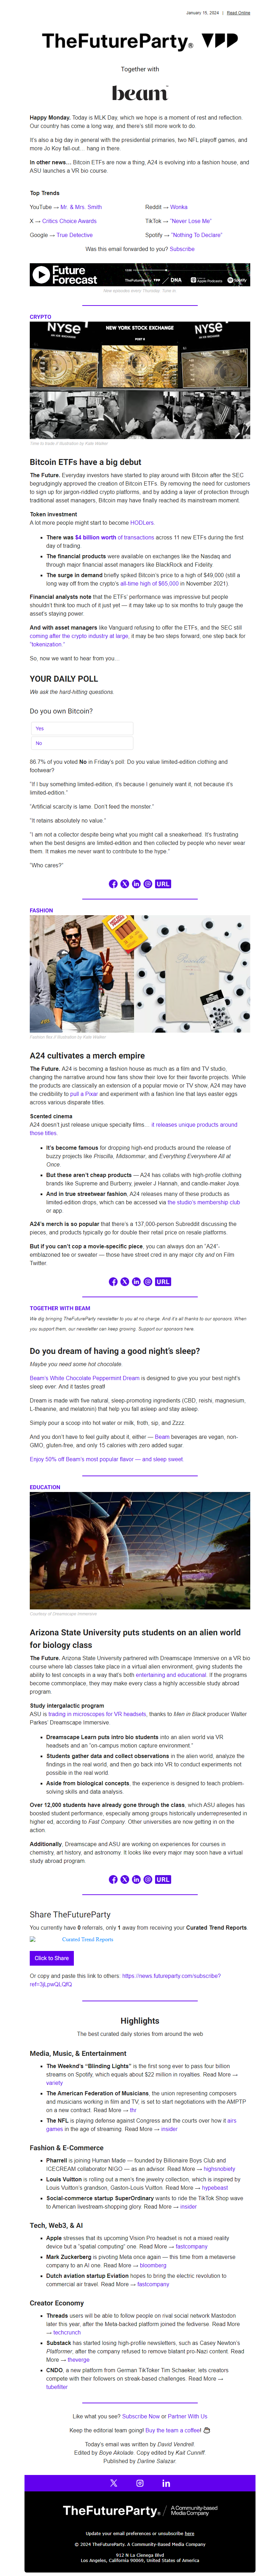 January 15, 2024 | Read Online
TheFutureParty.
Together with
beam
Happy Monday. Today is MLK Day, which we hope is a moment of rest and reflection.
Our country has come a long way, and there's still more work to do.
It's also a big day in general with the presidential primaries, two NFL playoff games, and
more Jo Koy fall-out… hang in there.
In other news… Bitcoin ETFs are now a thing, A24 is evolving into a fashion house, and
ASU launches a VR bio course.
Top Trends
YouTube → Mr. & Mrs. Smith
Reddit → Wonka
X → Critics Choice Awards
TikTok → "Never Lose Me"
Google → True Detective
Spotify → "Nothing To Declare"
Was this email forwarded to you? Subscribe
Future
Forecast
TheFutureParty
DNA
Apple Podcasts
Spotify
New episodes every Thursday. Tune in.
CRYPTO
NYSE
NEW YORK STOCK EXCHANGE
NYSE
Bitcoin ETFs have a big debut
The Future. Everyday investors have started to play around with Bitcoin after the SEC
begrudgingly approved the creation of Bitcoin ETFs. By removing the need for customers
to sign up for jargon-riddled crypto platforms, and by adding a layer of protection through
traditional asset managers, Bitcoin may have finally reached its mainstream moment.
Token investment
A lot more people might start to become HODLers.
There was $4 billion worth of transactions across 11 new ETFs during the first
day of trading.
The financial products were available on exchanges like the Nasdaq and
through major financial asset managers like BlackRock and Fidelity.
The surge in demand briefly spiked Bitcoin's price to a high of $49,000 (still a
long way off from the crypto's all-time high of $65,000 in November 2021).
Financial analysts note that the ETFs' performance was impressive but people
shouldn't think too much of it just yet — it may take up to six months to truly gauge the
asset's staying power.
And with asset managers like Vanguard refusing to offer the ETFs, and the SEC still
coming after the crypto industry at large, it may be two steps forward, one step back for
"tokenization."
So, now we want to hear from you…
YOUR DAILY POLL
We ask the hard-hitting questions.
Do you own Bitcoin?
Yes
No
86.7% of you voted No in Friday's poll: Do you value limited-edition clothing and
footwear?
"If I buy something limited-edition, it's because I genuinely want it, not because it's
limited-edition."
"Artificial scarcity is lame. Don't feed the monster."
"It retains absolutely no value."
"I am not a collector despite being what you might call a sneakerhead. It's frustrating
when the best designs are limited-edition and then collected by people who never wear
them. It makes me never want to contribute to the hype."
"Who cares?"
URL
FASHION
Fashion flex // Illustration by Kate Walker
A24 cultivates a merch empire
The Future. A24 is becoming a fashion house as much as a film and TV studio,
launching chic fandom wares and changing how fans show their love for favorite projects. While
the products are usually an extension of a popular movie or TV show, A24 may have
the credibility to pull a Pixar and experiment with a fashion line that layers easter eggs
across various disparate titles.
Scented cinema
A24 doesn't just release unique specialty films… it releases unique products around
those titles.
It's become famous for dropping high-end merch around the release of
buzzy projects like Priscilla, Midsommar, and Everything Everywhere All at
Once.
But these aren't cheap products — A24 has collabs with high-profile clothing
brands like Supreme and Burberry, jeweler J Hannah, and candle-maker Joya.
And in true streetwear fashion, A24 releases many of these products as
limited-edition drops, which can be accessed via the studio's membership club
or app.
A24's merch is so popular that there's a 137,000-person Subreddit discussing the
pieces, and products typically go for double their retail price on resale platforms.
But if you can't cop a movie-specific piece, you can always don an "A24"-
emblazoned tee or sweater — those have street cred in any major city and on Film
Twitter.
URL
TOGETHER WITH BEAM
We dig bringing TheFutureParty newsletter to you at no charge. And it's all thanks to our sponsors. When
you support them, our newsletter can keep growing. Support our sponsors here.
Do you dream of having a good night's sleep?
Maybe you need some hot chocolate.
Beam's White Chocolate Peppermint Dream is designed to give you your best night's
sleep ever. And it tastes great!
Dream is made with five natural, sleep-promoting ingredients (CBD, reishi, magnesium,
L-theanine, and melatonin) that help you fall asleep and stay asleep.
Simply pour a scoop into hot water or milk, froth, sip, and Zzzz.
And you don't have to feel guilty about it, either — Beam beverages are vegan, non-
GMO, gluten-free, and only 15 calories with zero added sugar.
Enjoy 50% off Beam's most popular flavor — and sleep sweet.
EDUCATION
Courtesy of Dreamscape Immersive
Arizona State University puts students on an alien world
for biology class
The Future. Arizona State University partnered with Dreamscape Immersive on a VR bio
course where lab classes take place on a virtual alien environment, giving students the
ability to test concepts in a way that's both entertaining and educational. If the programs
become commonplace, they may make every class a highly accessible study abroad
program.
Study intergalactic program
ASU is trading in microscopes for VR headsets, thanks to Men in Black producer Walter
Parkes' Dreamscape Immersive.
Dreamscape Learn puts intro bio students into an alien world via VR
headsets and an "on-campus motion capture environment."
Students gather data and collect observations in the alien world, analyze the
findings in the real world, then go back on VR to conduct experiments not
possible in the real world.
Aside from biological concepts, the experience is designed to teach problem-
solving skills and data analysis.
Over 12,000 students have already gone through the class, which ASU alleges has
boosted student performance, especially among groups historically underrepresented in
higher ed, according to Fast Company. Other universities are now getting in on the
action.
Additionally, Dreamscape and ASU are working on experiences for courses in
chemistry, art history, and astronomy. It looks like every major may soon have a virtual
study abroad program.
URL
Share TheFutureParty
You currently have 0 referrals, only 1 away from receiving your Curated Trend Reports.
Curated Trend Reports
Click to Share
Or copy and paste this link to others: https://news.futureparty.com/subscribe?
Highlights
The best curated daily stories from around the web
Media, Music, & Entertainment
The Weeknd's "Blinding Lights" is the first song ever to pass four billion
streams on Spotify, which equals about $22 million in royalties. Read More →
variety
The American Federation of Musicians, the union representing composers
and musicians working in film and TV, is set to start negotiations with the AMPTP
on a new contract. Read More → thr
The NFL is playing defense against Congress and the courts over how it airs
games in the age of streaming. Read More → insider
Fashion & E-Commerce
Pharrell is joining Human Made — founded by Billionaire Boys Club and
ICECREAM collaborator NIGO — as an advisor. Read More → highsnobiety
Louis Vuitton is rolling out a men's fine jewelry collection, which is inspired by
Louis Vuitton's grandson, Gaston-Louis Vuitton. Read More → hypebeast
Social-commerce startup SuperOrdinary wants to ride the TikTok Shop wave
to American livestream-shopping glory. Read More → insider
Tech, Web3, & AI
Apple stresses that its upcoming Vision Pro headset is not a mixed reality
device but a "spatial computing" one. Read More → fastcompany
Mark Zuckerberg is pivoting Meta once again — this time from a metaverse
company to an AI one. Read More → bloomberg
Dutch aviation startup Eviation hopes to bring the electric revolution to
commercial air travel. Read More → fastcompany
Creator Economy
Threads users will be able to follow people on rival social network Mastodon
later this year, after the Meta-backed platform joined the fediverse. Read More
→ techcrunch
Substack has started losing high-profile newsletters, such as Casey Newton's
Platformer, after the company refused to remove blatant pro-Nazi content. Read
More → theverge
CNDO, a new platform from German TikToker Tim Schaeker, lets creators
compete with their followers to obtain sneak-based challenges. Read More →
tubefilter
Like what you see? Subscribe Now or Partner With Us.
Keep the editorial team going! Buy the team a coffee!
Today's email was written by David Vendrell.
Edited by Boye Akolade. Copy edited by Kait Cunniff.
Published by Darline Salazar.
TheFutureParty. / A Community-based Media Company
Update your email preferences or unsubscribe here
© 2024 TheFutureParty. A Community-Based Media Company
912 N La Cienega Blvd
Los Angeles, California 90069, United States of America